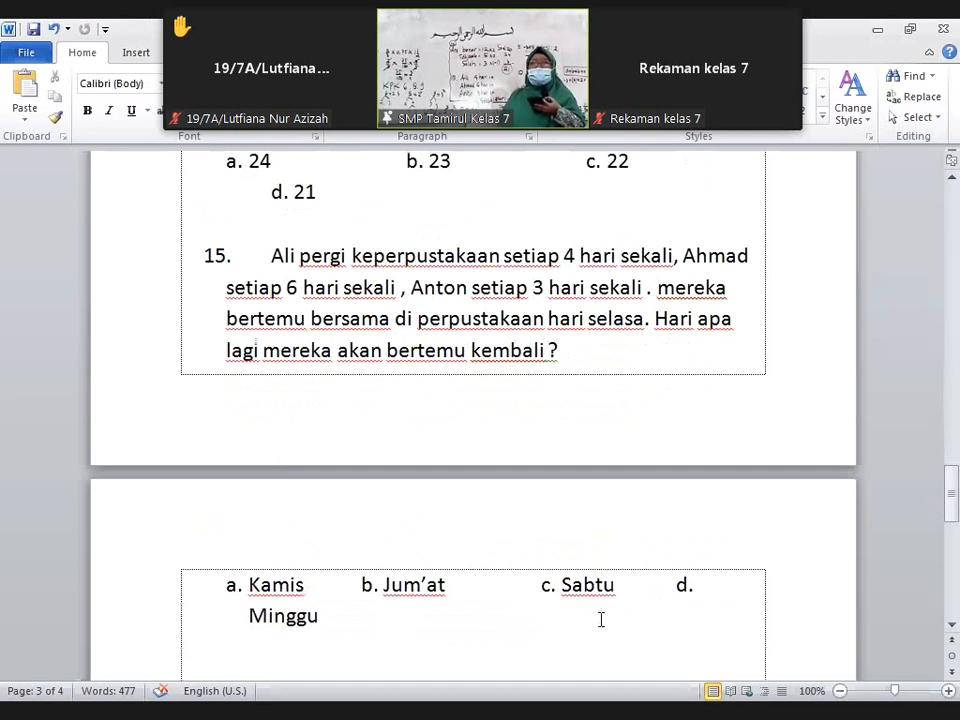 File
Home
Insert
Calibri (Body)
Paste
B I U
Font
Paragraph
Styles
Change
Styles
Find
Replace
Select
Editing
19/7A/Lutfiana...
19/7A/Lutfiana Nur Azizah
SMP Tamirul Kelas 7
Rekaman kelas 7
Rekaman kelas 7
a. 24 b. 23 c. 22
d. 21
15. Ali pergi keperpustakaan setiap 4 hari sekali, Ahmad
setiap 6 hari sekali , Anton setiap 3 hari sekali . mereka
bertemu bersama di perpustakaan hari selasa. Hari apa
lagi mereka akan bertemu kembali ?
a. Kamis b. Jum’at c. Sabtu d.
Minggu
Page: 3 of 4 Words: 477 English (U.S.) 100%